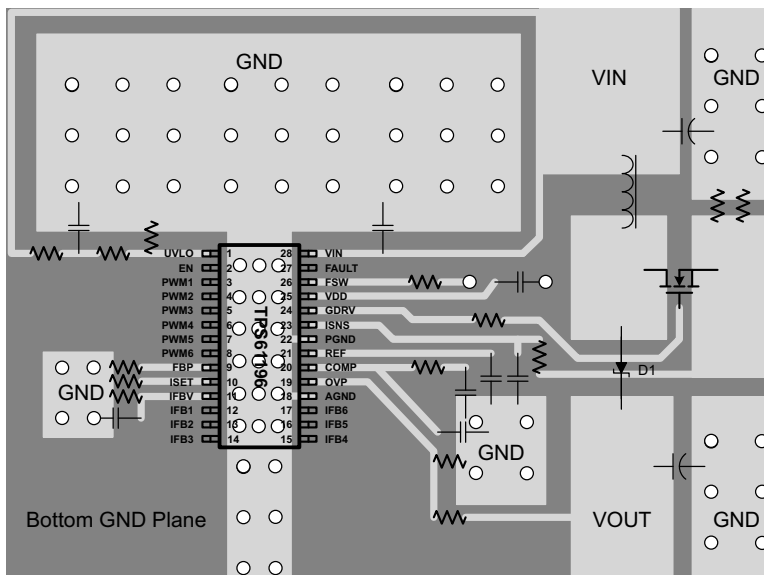 GND
VIN
GND
UVLO 1 28 VIN
EN 2 27 FAULT
PWM1 3 26 FSW
PWM2 4 25 VDD
PWM3 5 24 GDRV
PWM4 6 23 ISNS
PWM5 7 22 PGND
PWM6 8 21 REF
FBP 9 20 COMP
ISET 10 19 OVP
IFBV 11 18 AGND
IFB1 12 17 IFB6
IFB2 13 16 IFB5
IFB3 14 15 IFB4
TPS61196
GND
D1
GND
Bottom GND Plane
VOUT
GND